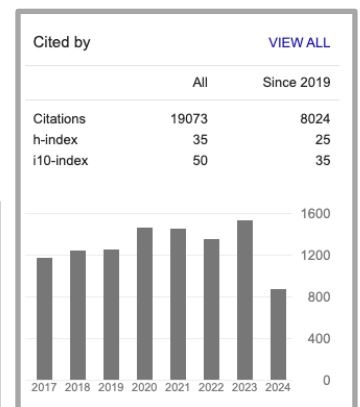 Cited by VIEW ALL
All Since 2019
Citations 19073 8024
h-index 35 25
i10-index 50 35
1600
1200
800
400
0
2017 2018 2019 2020 2021 2022 2023 2024